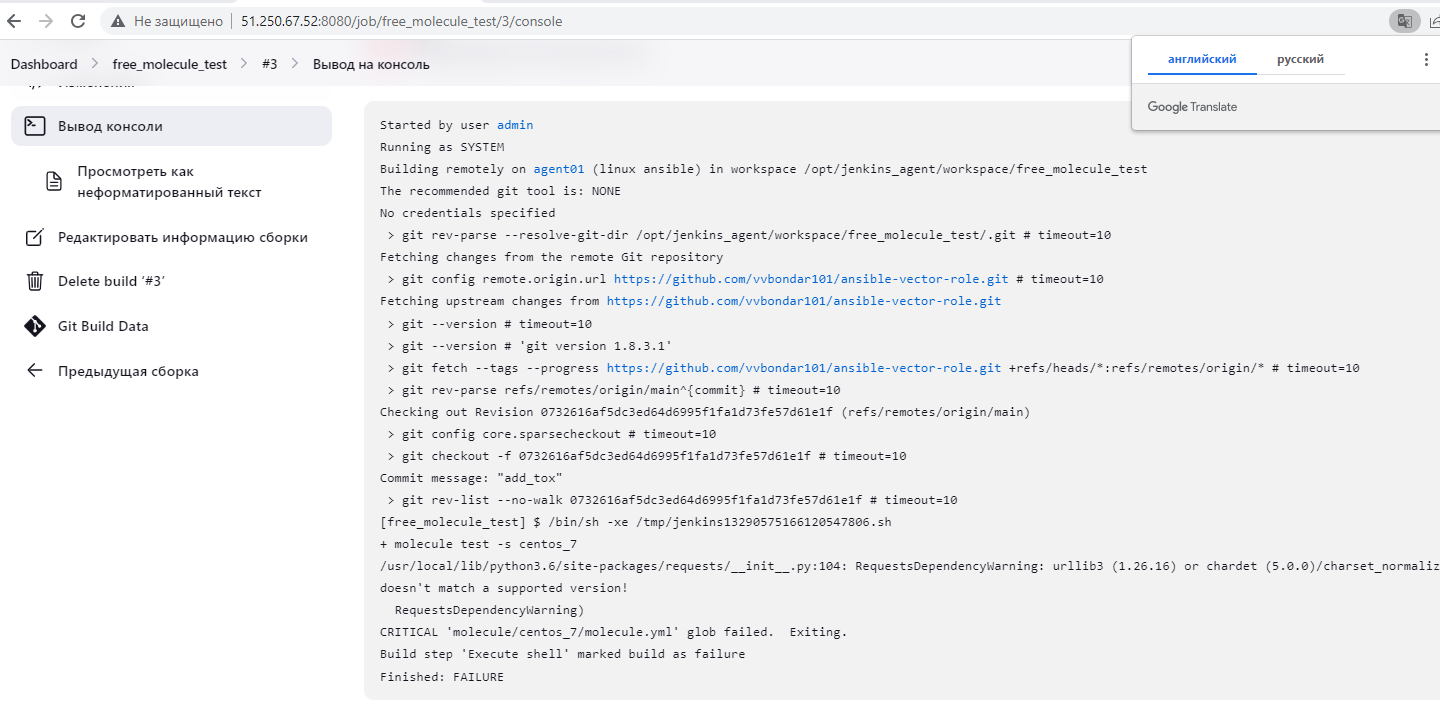 Не защищено 51.250.67.52:8080/job/free_molecule_test/3/console
английский русский
Google Translate
Dashboard free_molecule_test #3 Вывод на консоль
Изменения
Вывод консоли
Просмотреть как
неформатированный текст
Редактировать информацию сборки
Delete build ‘#3’
Git Build Data
Предыдущая сборка
Started by user admin
Running as SYSTEM
Building remotely on agent01 (linux ansible) in workspace /opt/jenkins_agent/workspace/free_molecule_test
The recommended git tool is: NONE
No credentials specified
> git rev-parse --resolve-git-dir /opt/jenkins_agent/workspace/free_molecule_test/.git # timeout=10
Fetching changes from the remote Git repository
> git config remote.origin.url https://github.com/vvbondar101/ansible-vector-role.git # timeout=10
Fetching upstream changes from https://github.com/vvbondar101/ansible-vector-role.git
> git --version # timeout=10
> git --version # 'git version 1.8.3.1'
> git fetch --tags --progress https://github.com/vvbondar101/ansible-vector-role.git +refs/heads/*:refs/remotes/origin/* # timeout=10
> git rev-parse refs/remotes/origin/main^{commit} # timeout=10
Checking out Revision 0732616af5dc3ed64d6995f1fa1d73fe57d61e1f (refs/remotes/origin/main)
> git config core.sparsecheckout # timeout=10
> git checkout -f 0732616af5dc3ed64d6995f1fa1d73fe57d61e1f # timeout=10
Commit message: "add_tox"
> git rev-list --no-walk 0732616af5dc3ed64d6995f1fa1d73fe57d61e1f # timeout=10
[free_molecule_test] $ /bin/sh -xe /tmp/jenkins13290575166120547806.sh
+ molecule test -s centos_7
/usr/local/lib/python3.6/site-packages/requests/__init__.py:104: RequestsDependencyWarning: urllib3 (1.26.16) or chardet (5.0.0)/charset_normaliz
doesn't match a supported version!
RequestsDependencyWarning)
CRITICAL 'molecule/centos_7/molecule.yml' glob failed.  Exiting.
Build step 'Execute shell' marked build as failure
Finished: FAILURE